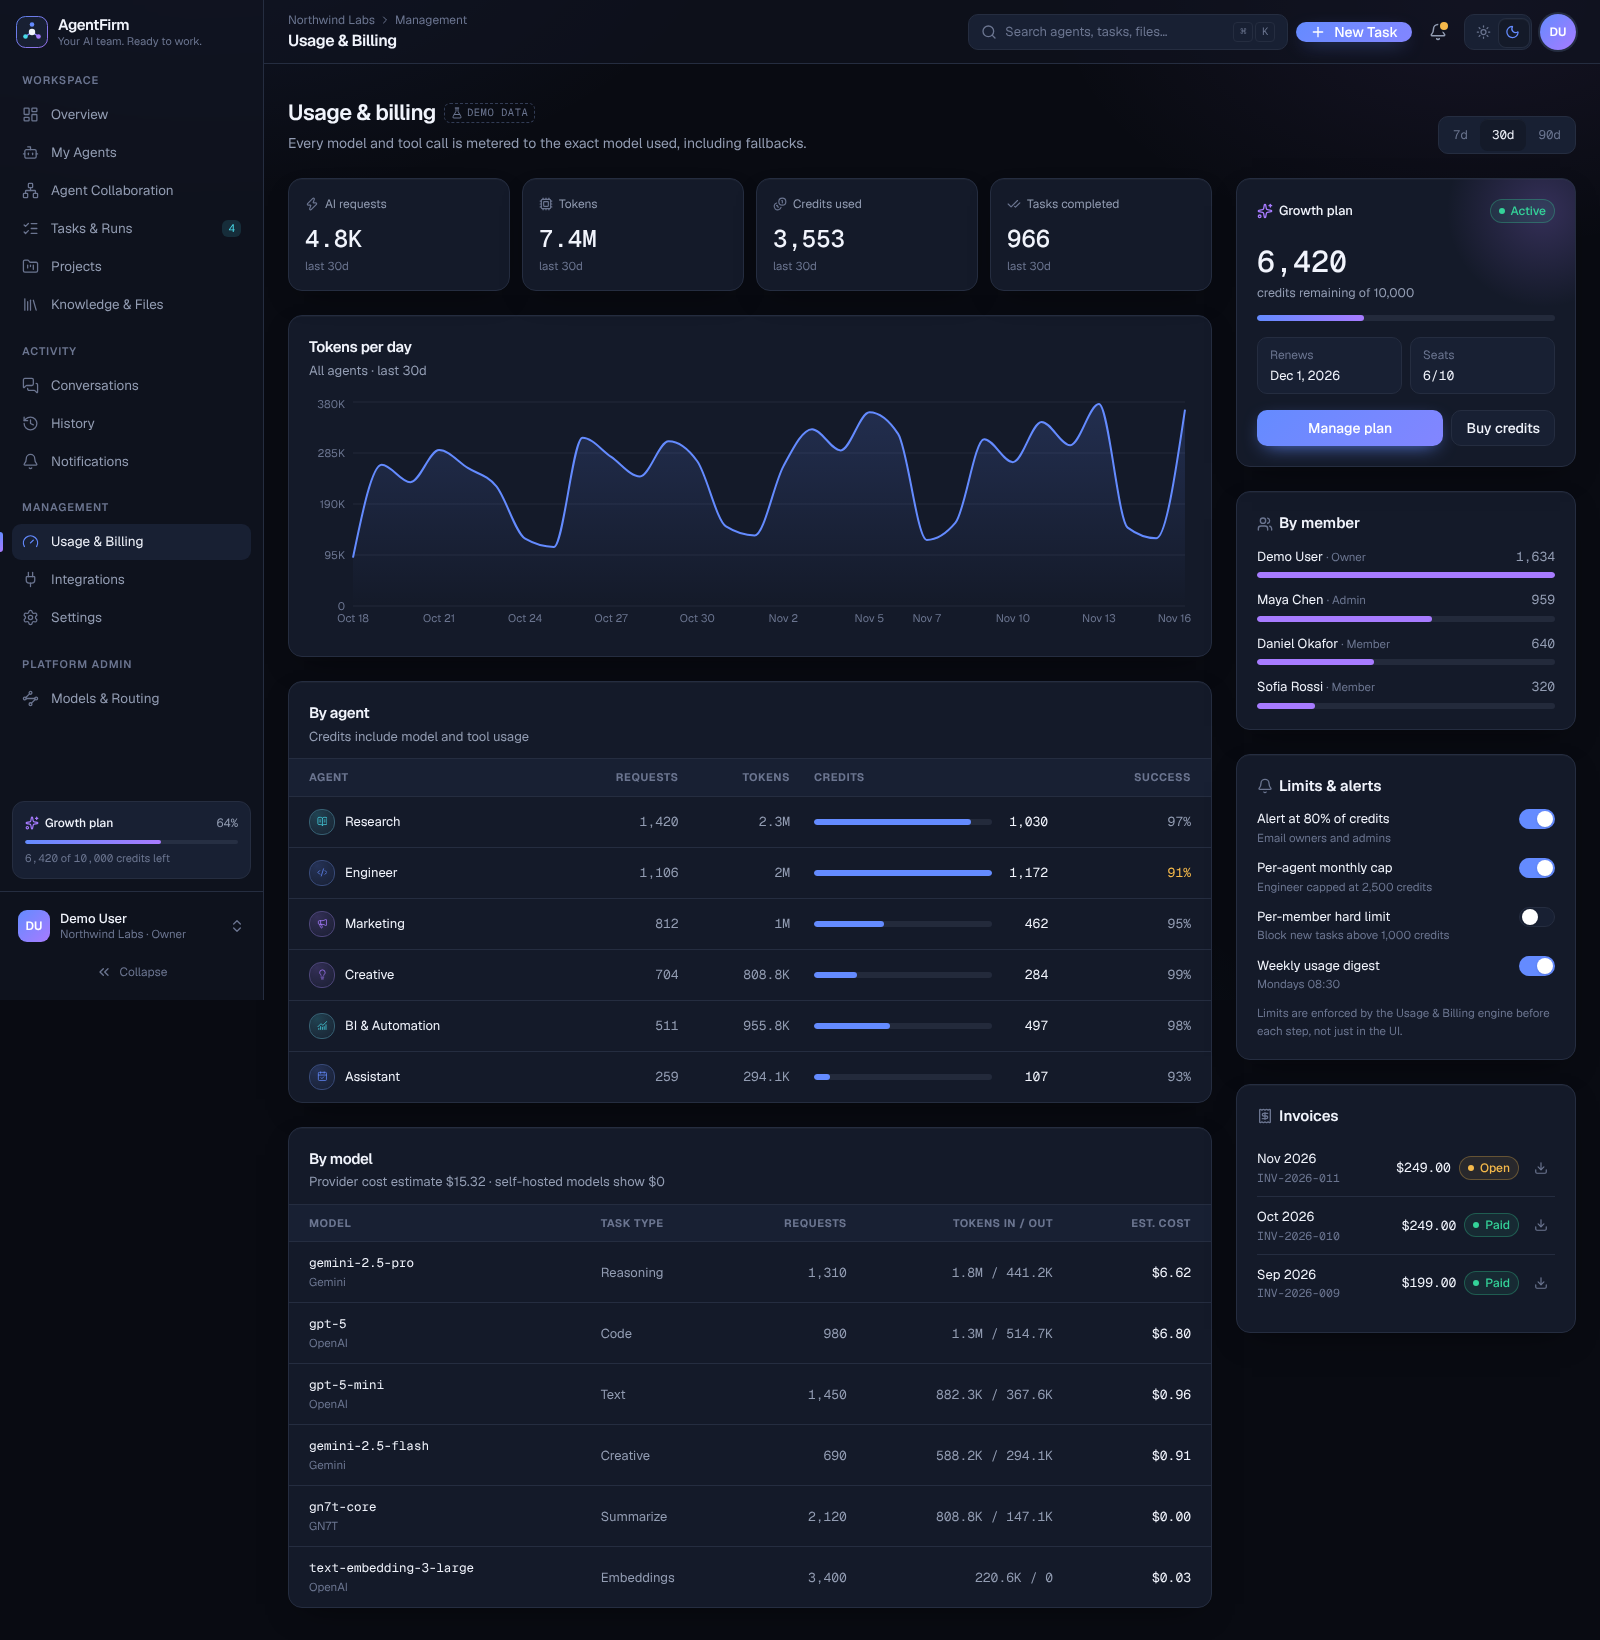 AgentFirm
Your AI team. Ready to work.
WORKSPACE
Overview
My Agents
Agent Collaboration
Tasks & Runs 4
Projects
Knowledge & Files
ACTIVITY
Conversations
History
Notifications
MANAGEMENT
Usage & Billing
Integrations
Settings
PLATFORM ADMIN
Models & Routing
Growth plan 64%
6,420 of 10,000 credits left
DU
Demo User
Northwind Labs · Owner
Collapse
Northwind Labs > Management
Usage & Billing
Search agents, tasks, files… ⌘ K
New Task
DU
Usage & billing DEMO DATA
Every model and tool call is metered to the exact model used, including fallbacks.
7d 30d 90d
AI requests
4.8K
last 30d
Tokens
7.4M
last 30d
Credits used
3,553
last 30d
Tasks completed
966
last 30d
Tokens per day
All agents · last 30d
380K
285K
190K
95K
0
Oct 18 Oct 21 Oct 24 Oct 27 Oct 30 Nov 2 Nov 5 Nov 7 Nov 10 Nov 13 Nov 16
By agent
Credits include model and tool usage
AGENT REQUESTS TOKENS CREDITS SUCCESS
Research 1,420 2.3M 1,030 97%
Engineer 1,106 2M 1,172 91%
Marketing 812 1M 462 95%
Creative 704 808.8K 284 99%
BI & Automation 511 955.8K 497 98%
Assistant 259 294.1K 107 93%
By model
Provider cost estimate $15.32 · self-hosted models show $0
MODEL TASK TYPE REQUESTS TOKENS IN / OUT EST. COST
gemini-2.5-pro
Gemini
Reasoning 1,310 1.8M / 441.2K $6.62
gpt-5
OpenAI
Code 980 1.3M / 514.7K $6.80
gpt-5-mini
OpenAI
Text 1,450 882.3K / 367.6K $0.96
gemini-2.5-flash
Gemini
Creative 690 588.2K / 294.1K $0.91
gn7t-core
GN7T
Summarize 2,120 808.8K / 147.1K $0.00
text-embedding-3-large
OpenAI
Embeddings 3,400 220.6K / 0 $0.03
Growth plan Active
6,420
credits remaining of 10,000
Renews
Dec 1, 2026
Seats
6/10
Manage plan
Buy credits
By member
Demo User · Owner 1,634
Maya Chen · Admin 959
Daniel Okafor · Member 640
Sofia Rossi · Member 320
Limits & alerts
Alert at 80% of credits
Email owners and admins
Per-agent monthly cap
Engineer capped at 2,500 credits
Per-member hard limit
Block new tasks above 1,000 credits
Weekly usage digest
Mondays 08:30
Limits are enforced by the Usage & Billing engine before
each step, not just in the UI.
Invoices
Nov 2026
INV-2026-011
$249.00 Open
Oct 2026
INV-2026-010
$249.00 Paid
Sep 2026
INV-2026-009
$199.00 Paid